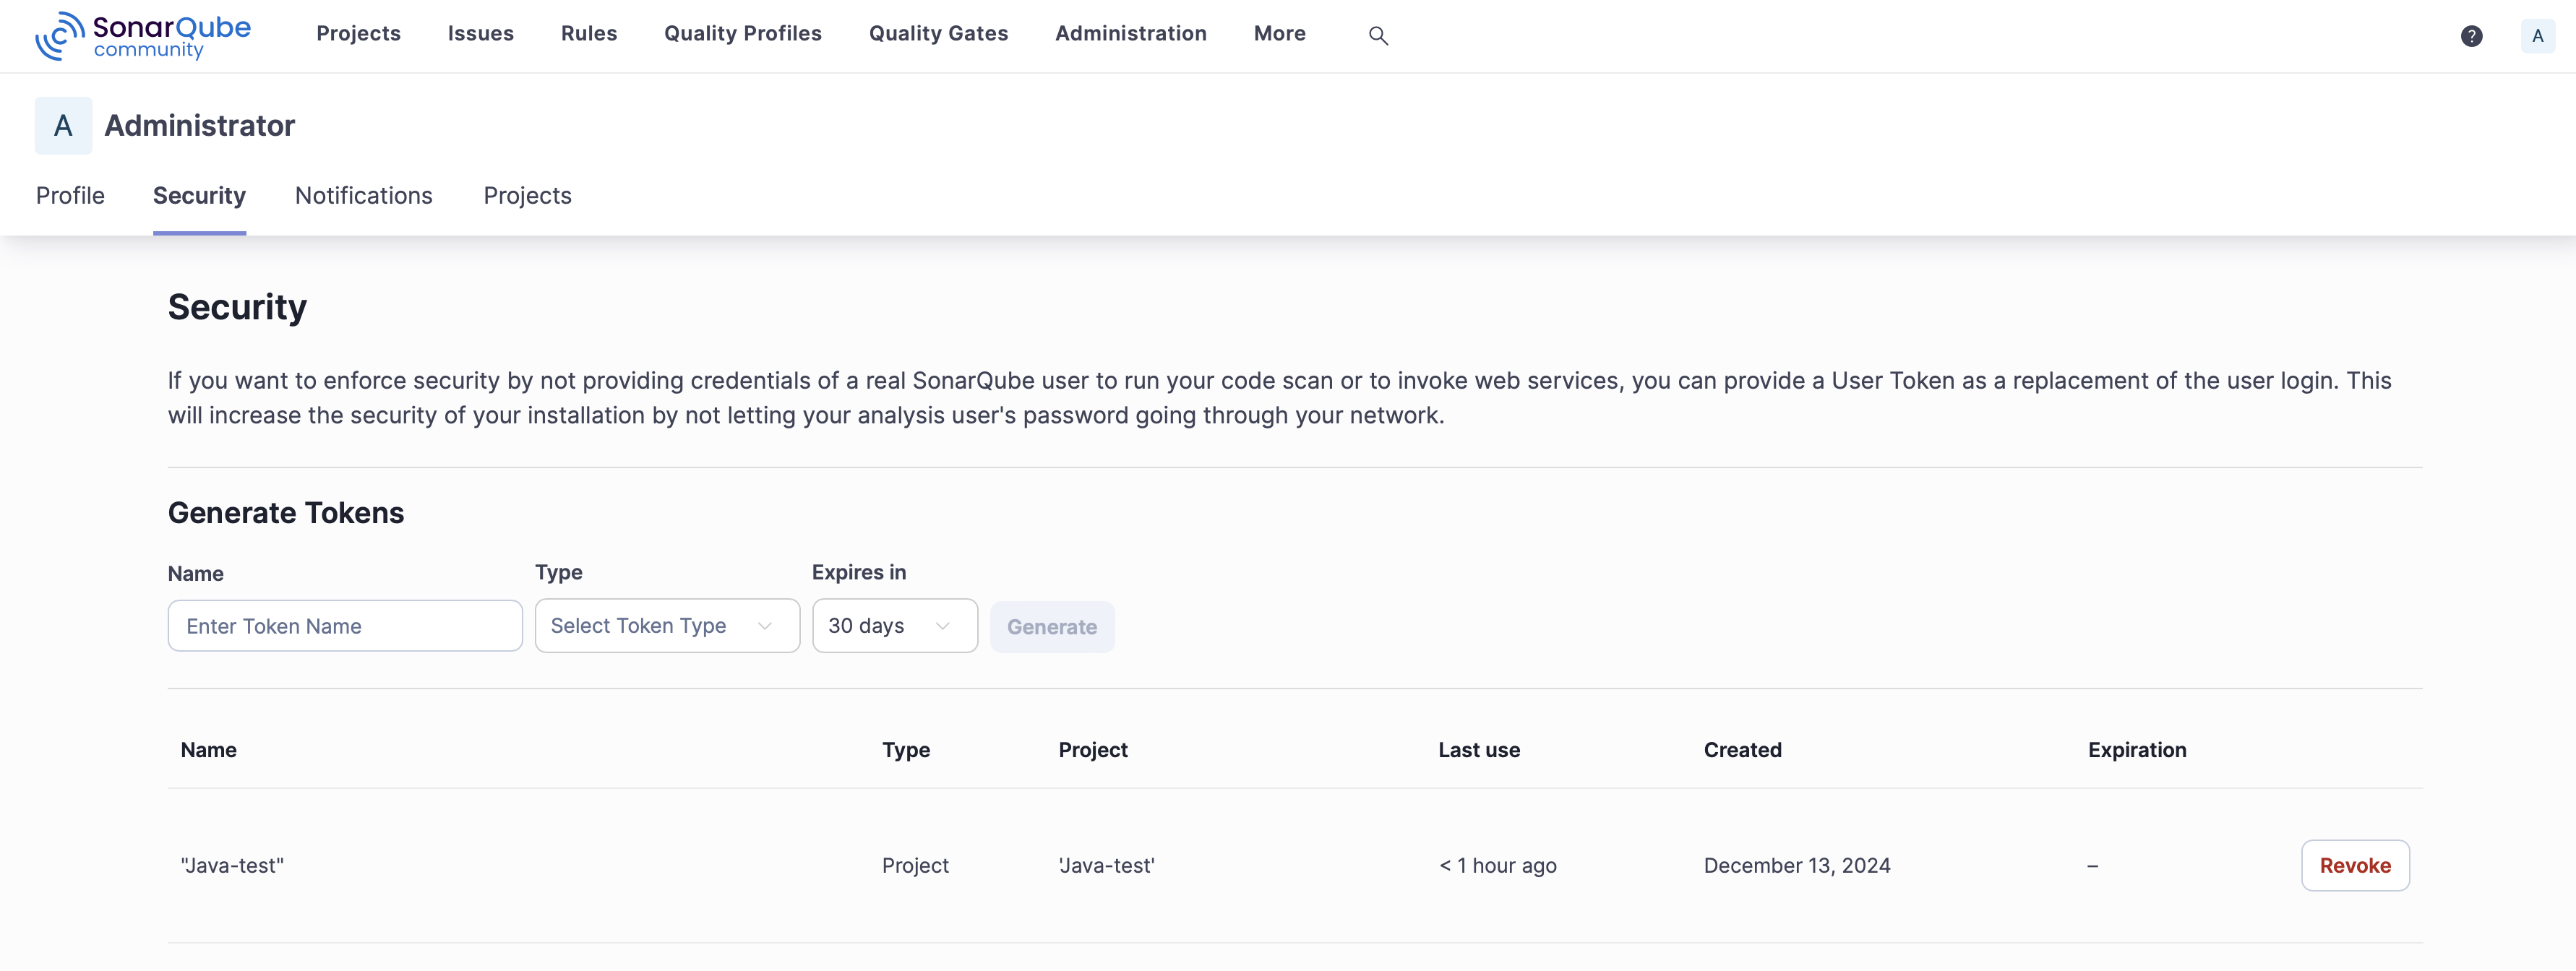 SonarQube community
Projects Issues Rules Quality Profiles Quality Gates Administration More ? A
A Administrator
Profile Security Notifications Projects
Security
If you want to enforce security by not providing credentials of a real SonarQube user to run your code scan or to invoke web services, you can provide a User Token as a replacement of the user login. This
will increase the security of your installation by not letting your analysis user's password going through your network.
Generate Tokens
Name Type Expires in
Enter Token Name Select Token Type 30 days Generate
Name Type Project Last use Created Expiration
"Java-test" Project 'Java-test' < 1 hour ago December 13, 2024 – Revoke